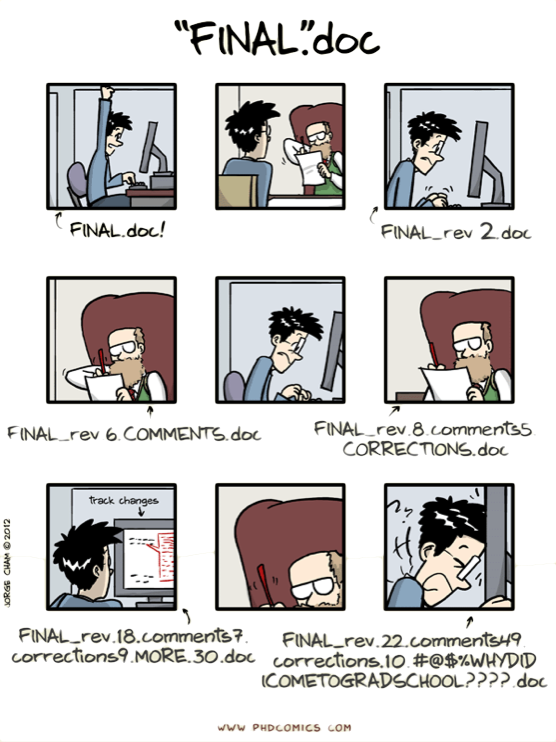 "FINAL".doc
FINAL.doc!
FINAL_rev 2.doc
FINAL_rev 6.COMMENTS.doc
FINAL_rev.8.comments5.
CORRECTIONS.doc
track changes
FINAL_rev.18.comments7.
corrections9.MORE.30.doc
FINAL_rev.22.comments49.
corrections.10.#@$%WHYDID
ICOMETOGRADSCHOOL????.doc
JORGE CHAM © 2012
WWW.PHDCOMICS.COM